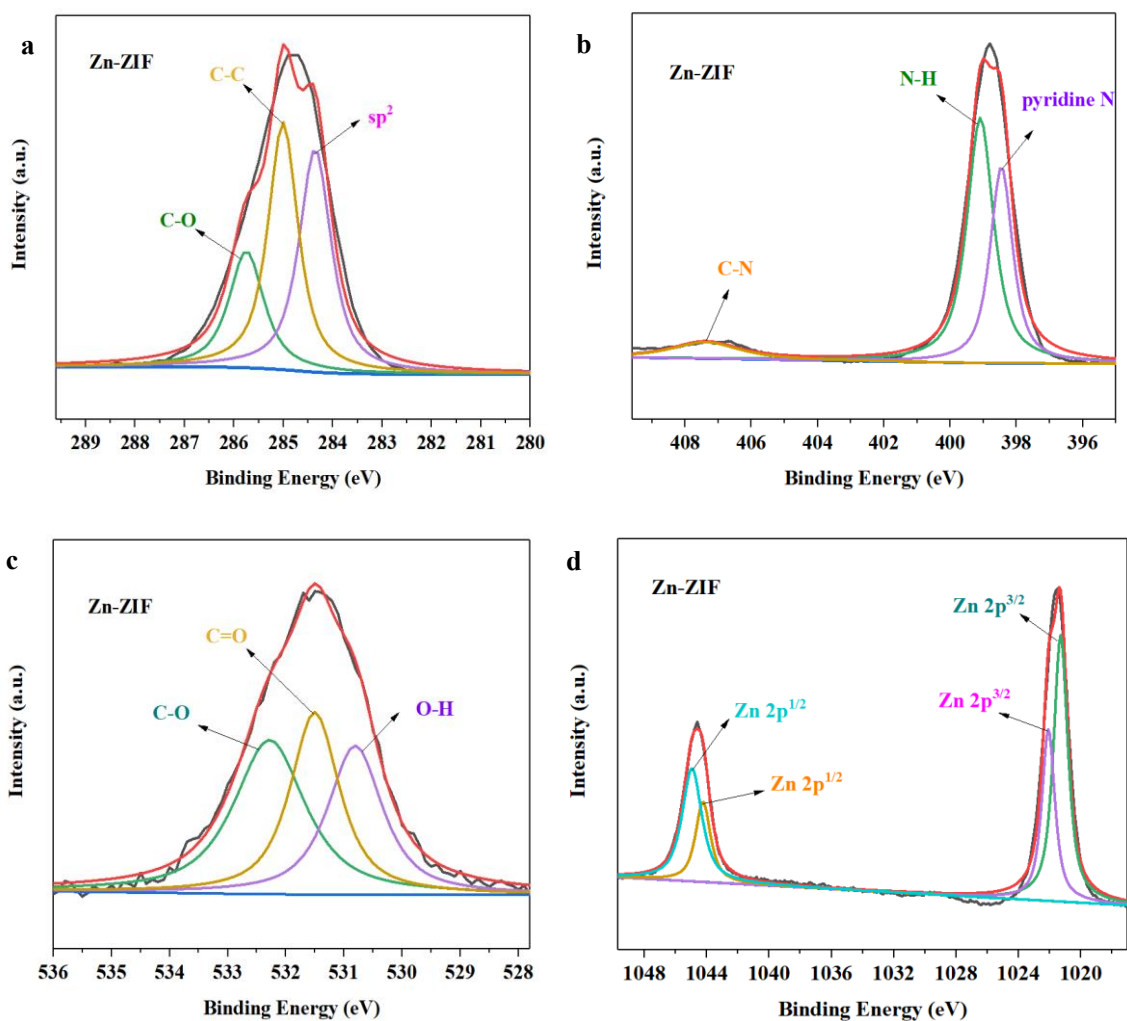 a
Zn-ZIF
C-C
sp²
C-O
Intensity (a.u.)
289 288 287 286 285 284 283 282 281 280
Binding Energy (eV)
b
Zn-ZIF
N-H
pyridine N
C-N
Intensity (a.u.)
408 406 404 402 400 398 396
Binding Energy (eV)
c
Zn-ZIF
C=O
C-O
O-H
Intensity (a.u.)
536 535 534 533 532 531 530 529 528
Binding Energy (eV)
d
Zn-ZIF
Zn 2p³/²
Zn 2p³/²
Zn 2p¹/²
Zn 2p¹/²
Intensity (a.u.)
1048 1044 1040 1036 1032 1028 1024 1020
Binding Energy (eV)